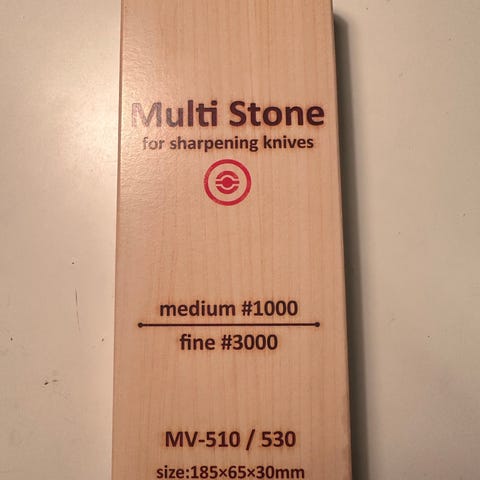 Multi Stone
for sharpening knives
medium #1000
fine #3000
MV-510 / 530
size:185×65×30mm